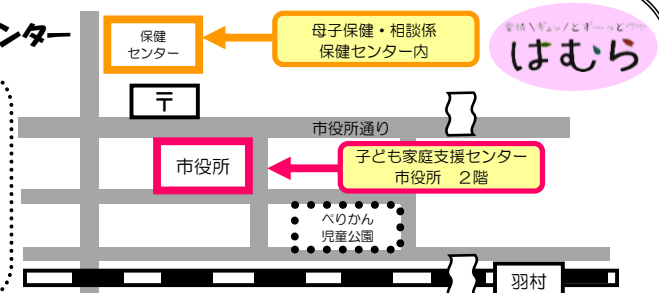 ンター
保健
センター
母子保健・相談係
保健センター内
はむら
〒
市役所通り
市役所
子ども家庭支援センター
市役所 2階
ぺりかん
児童公園
羽村